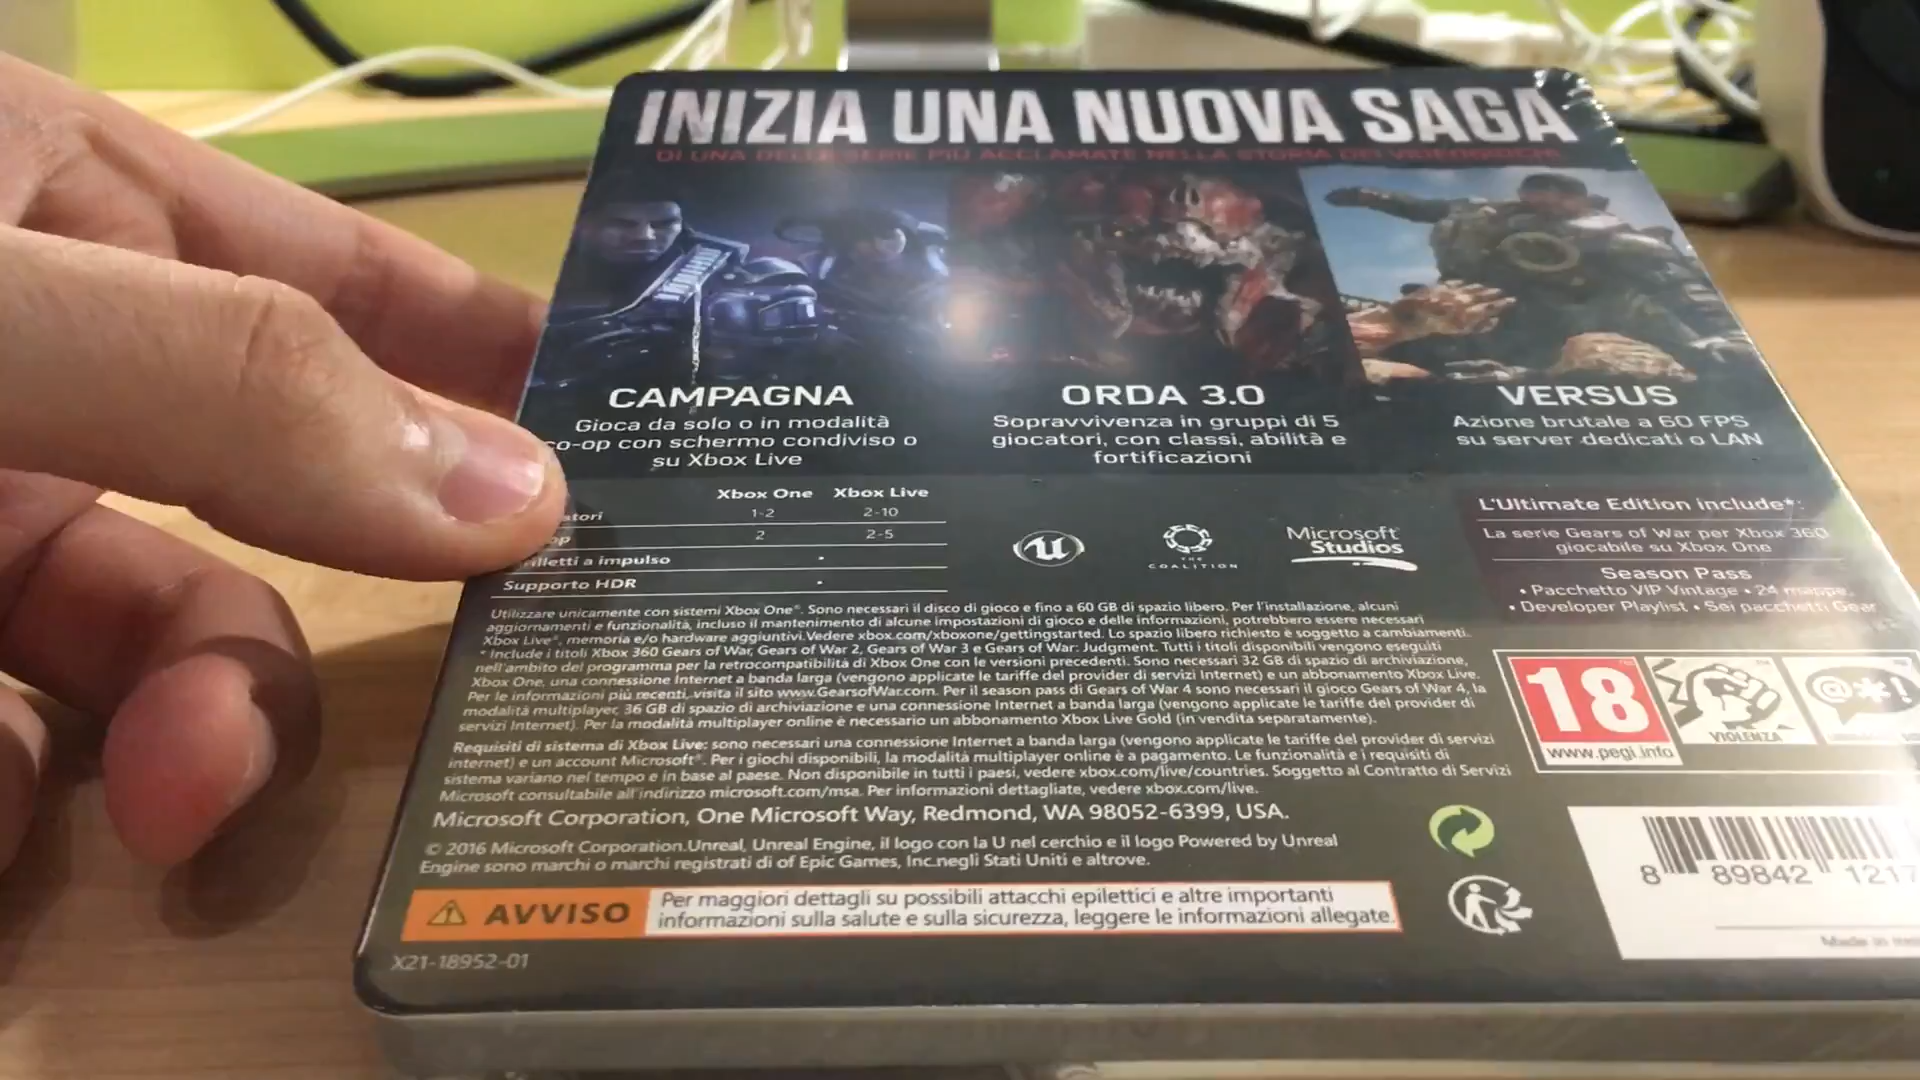 INIZIA UNA NUOVA SAGA
DI UNA DELLE SERIE PIÙ ACCLAMATE NELLA STORIA DEI VIDEOGIOCHI
CAMPAGNA
Gioca da solo o in modalità
co-op con schermo condiviso o
su Xbox Live
ORDA 3.0
Sopravvivenza in gruppi di 5
giocatori, con classi, abilità e
fortificazioni
VERSUS
Azione brutale a 60 FPS
su server dedicati o LAN
Xbox One Xbox Live
atori 1-2 2-10
op 2 2-5
illetti a impulso •
Supporto HDR •
THE
COALITION
Microsoft
Studios
L'Ultimate Edition include*:
La serie Gears of War per Xbox 360
giocabile su Xbox One
Season Pass
• Pacchetto VIP Vintage • 24 mappe
• Developer Playlist • Sei pacchetti Gear
Utilizzare unicamente con sistemi Xbox One®. Sono necessari il disco di gioco e fino a 60 GB di spazio libero. Per l'installazione, alcuni
aggiornamenti e funzionalità, incluso il mantenimento di alcune impostazioni di gioco e delle informazioni, potrebbero essere necessari
Xbox Live®, memoria e/o hardware aggiuntivi.Vedere xbox.com/xboxone/gettingstarted. Lo spazio libero richiesto è soggetto a cambiamenti.
* Include i titoli Xbox 360 Gears of War, Gears of War 2, Gears of War 3 e Gears of War: Judgment. Tutti i titoli disponibili vengono eseguiti
nell'ambito del programma per la retrocompatibilità di Xbox One con le versioni precedenti. Sono necessari 32 GB di spazio di archiviazione,
Xbox One, una connessione Internet a banda larga (vengono applicate le tariffe del provider di servizi Internet) e un abbonamento Xbox Live.
Per le informazioni più recenti, visita il sito www.GearsofWar.com. Per il season pass di Gears of War 4 sono necessari il gioco Gears of War 4, la
modalità multiplayer, 36 GB di spazio di archiviazione e una connessione Internet a banda larga (vengono applicate le tariffe del provider di
servizi Internet). Per la modalità multiplayer online è necessario un abbonamento Xbox Live Gold (in vendita separatamente).
Requisiti di sistema di Xbox Live: sono necessari una connessione Internet a banda larga (vengono applicate le tariffe del provider di servizi
internet) e un account Microsoft®. Per i giochi disponibili, la modalità multiplayer online è a pagamento. Le funzionalità e i requisiti di
sistema variano nel tempo e in base al paese. Non disponibile in tutti i paesi, vedere xbox.com/live/countries. Soggetto al Contratto di Servizi
Microsoft consultabile all'indirizzo microsoft.com/msa. Per informazioni dettagliate, vedere xbox.com/live.
Microsoft Corporation, One Microsoft Way, Redmond, WA 98052-6399, USA.
© 2016 Microsoft Corporation.Unreal, Unreal Engine, il logo con la U nel cerchio e il logo Powered by Unreal
Engine sono marchi o marchi registrati di of Epic Games, Inc.negli Stati Uniti e altrove.
18
www.pegi.info
VIOLENZA
@*!
8 89842 1217
Made in
AVVISO
Per maggiori dettagli su possibili attacchi epilettici e altre importanti
informazioni sulla salute e sulla sicurezza, leggere le informazioni allegate.
X21-18952-01